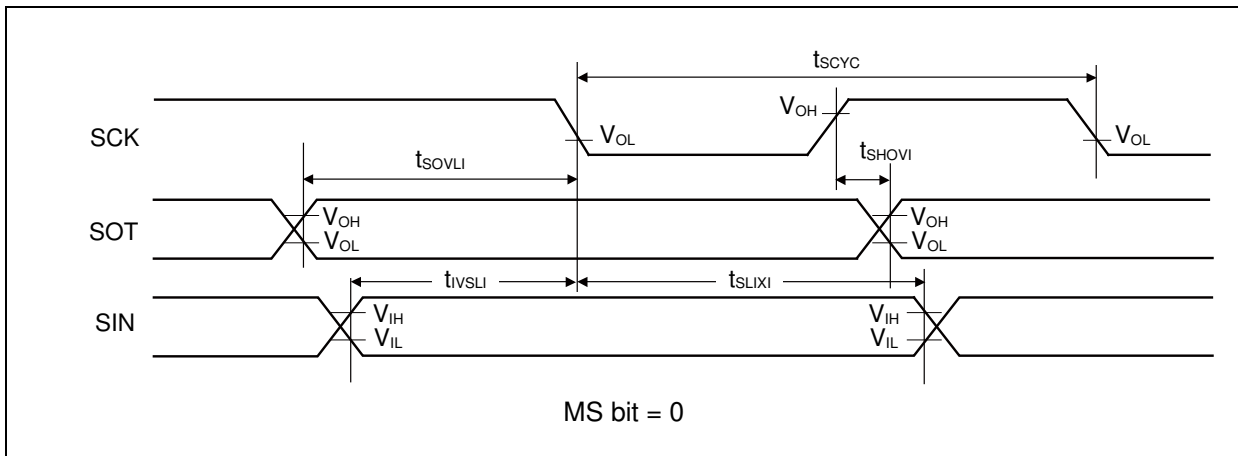 tSCYC
SCK
VOL
VOH
VOL
tSOVLI
tSHOVI
SOT
VOH
VOL
VOH
VOL
tIVSLI
tSLIXI
SIN
VIH
VIL
VIH
VIL
MS bit = 0